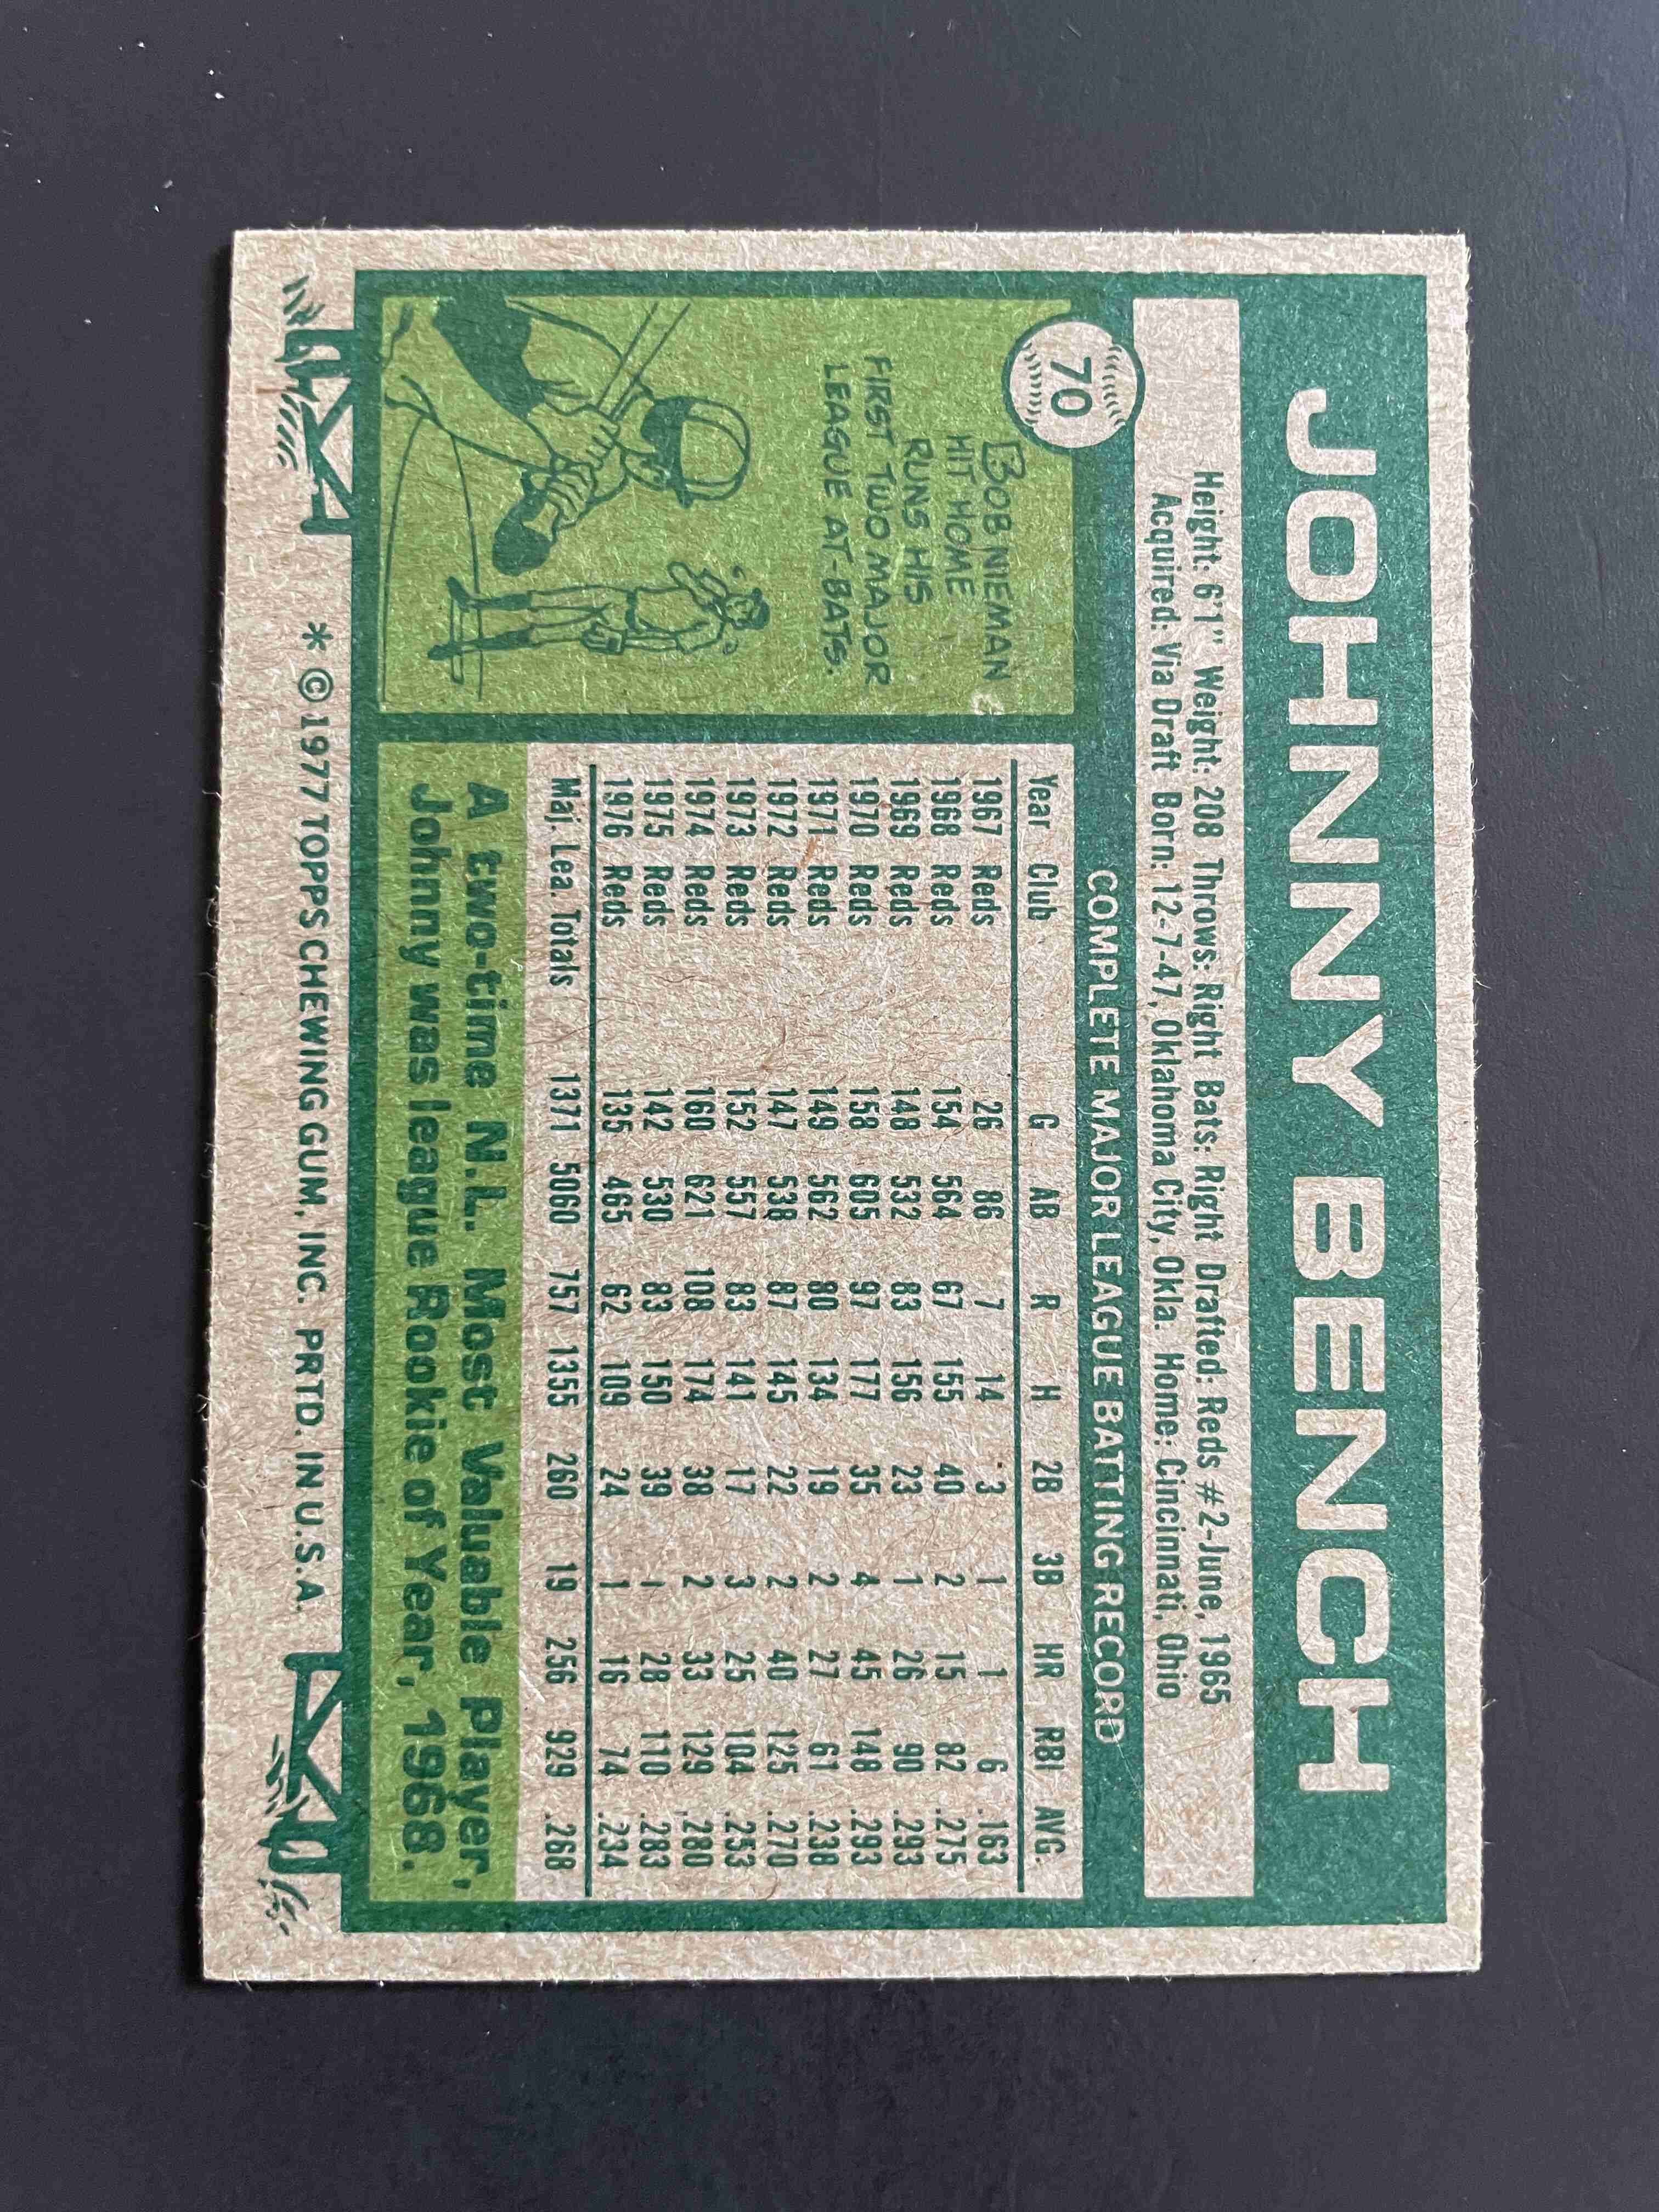 JOHNNY BENCH
Height: 6'1" Weight: 208 Throws: Right Bats: Right Drafted: Reds #2-June, 1965
Acquired: Via Draft Born: 12-7-47, Oklahoma City, Okla. Home: Cincinnati, Ohio
70
COMPLETE MAJOR LEAGUE BATTING RECORD
BOB NIEMAN
HIT HOME
RUNS HIS
FIRST TWO MAJOR
LEAGUE AT-BATS.
Year Club G AB R H 2B 3B HR RBI AVG.
1967 Reds 26 86 7 14 3 1 1 6 .163
1968 Reds 154 564 67 155 40 2 15 82 .275
1969 Reds 148 532 83 156 23 1 26 90 .293
1970 Reds 158 605 97 177 35 4 45 148 .293
1971 Reds 149 562 80 134 19 2 27 61 .238
1972 Reds 147 538 87 145 22 2 40 125 .270
1973 Reds 152 557 83 141 17 3 25 104 .253
1974 Reds 160 621 108 174 38 2 33 129 .280
1975 Reds 142 530 83 150 39 1 28 110 .283
1976 Reds 135 465 62 109 24 1 16 74 .234
Maj. Lea. Totals 1371 5060 757 1355 260 19 256 929 .268
A two-time N.L. Most Valuable Player,
Johnny was league Rookie of Year, 1968.
* ©1977 TOPPS CHEWING GUM, INC. PRTD. IN U.S.A.